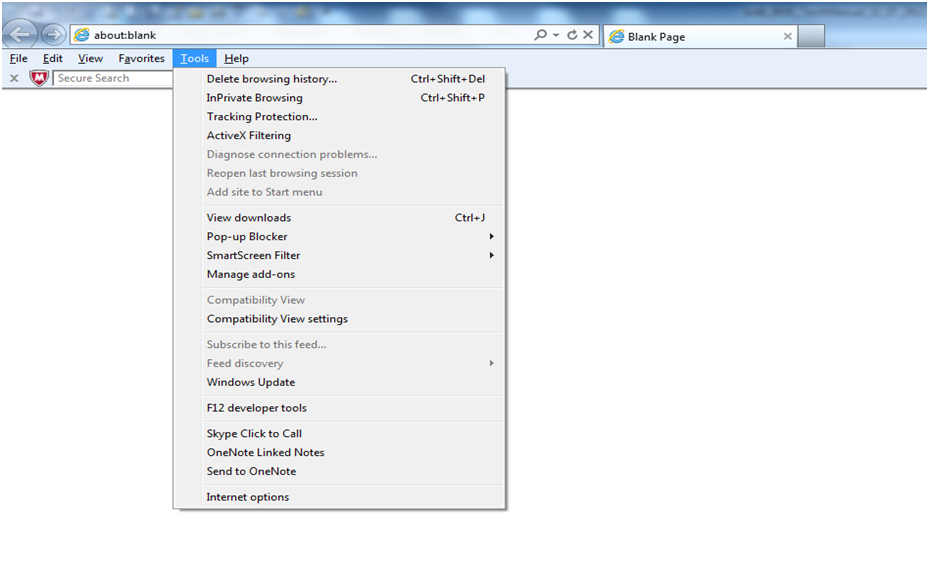 about:blank
Blank Page
File Edit View Favorites Tools Help
Secure Search
Delete browsing history... Ctrl+Shift+Del
InPrivate Browsing Ctrl+Shift+P
Tracking Protection...
ActiveX Filtering
Diagnose connection problems...
Reopen last browsing session
Add site to Start menu
View downloads Ctrl+J
Pop-up Blocker
SmartScreen Filter
Manage add-ons
Compatibility View
Compatibility View settings
Subscribe to this feed...
Feed discovery
Windows Update
F12 developer tools
Skype Click to Call
OneNote Linked Notes
Send to OneNote
Internet options